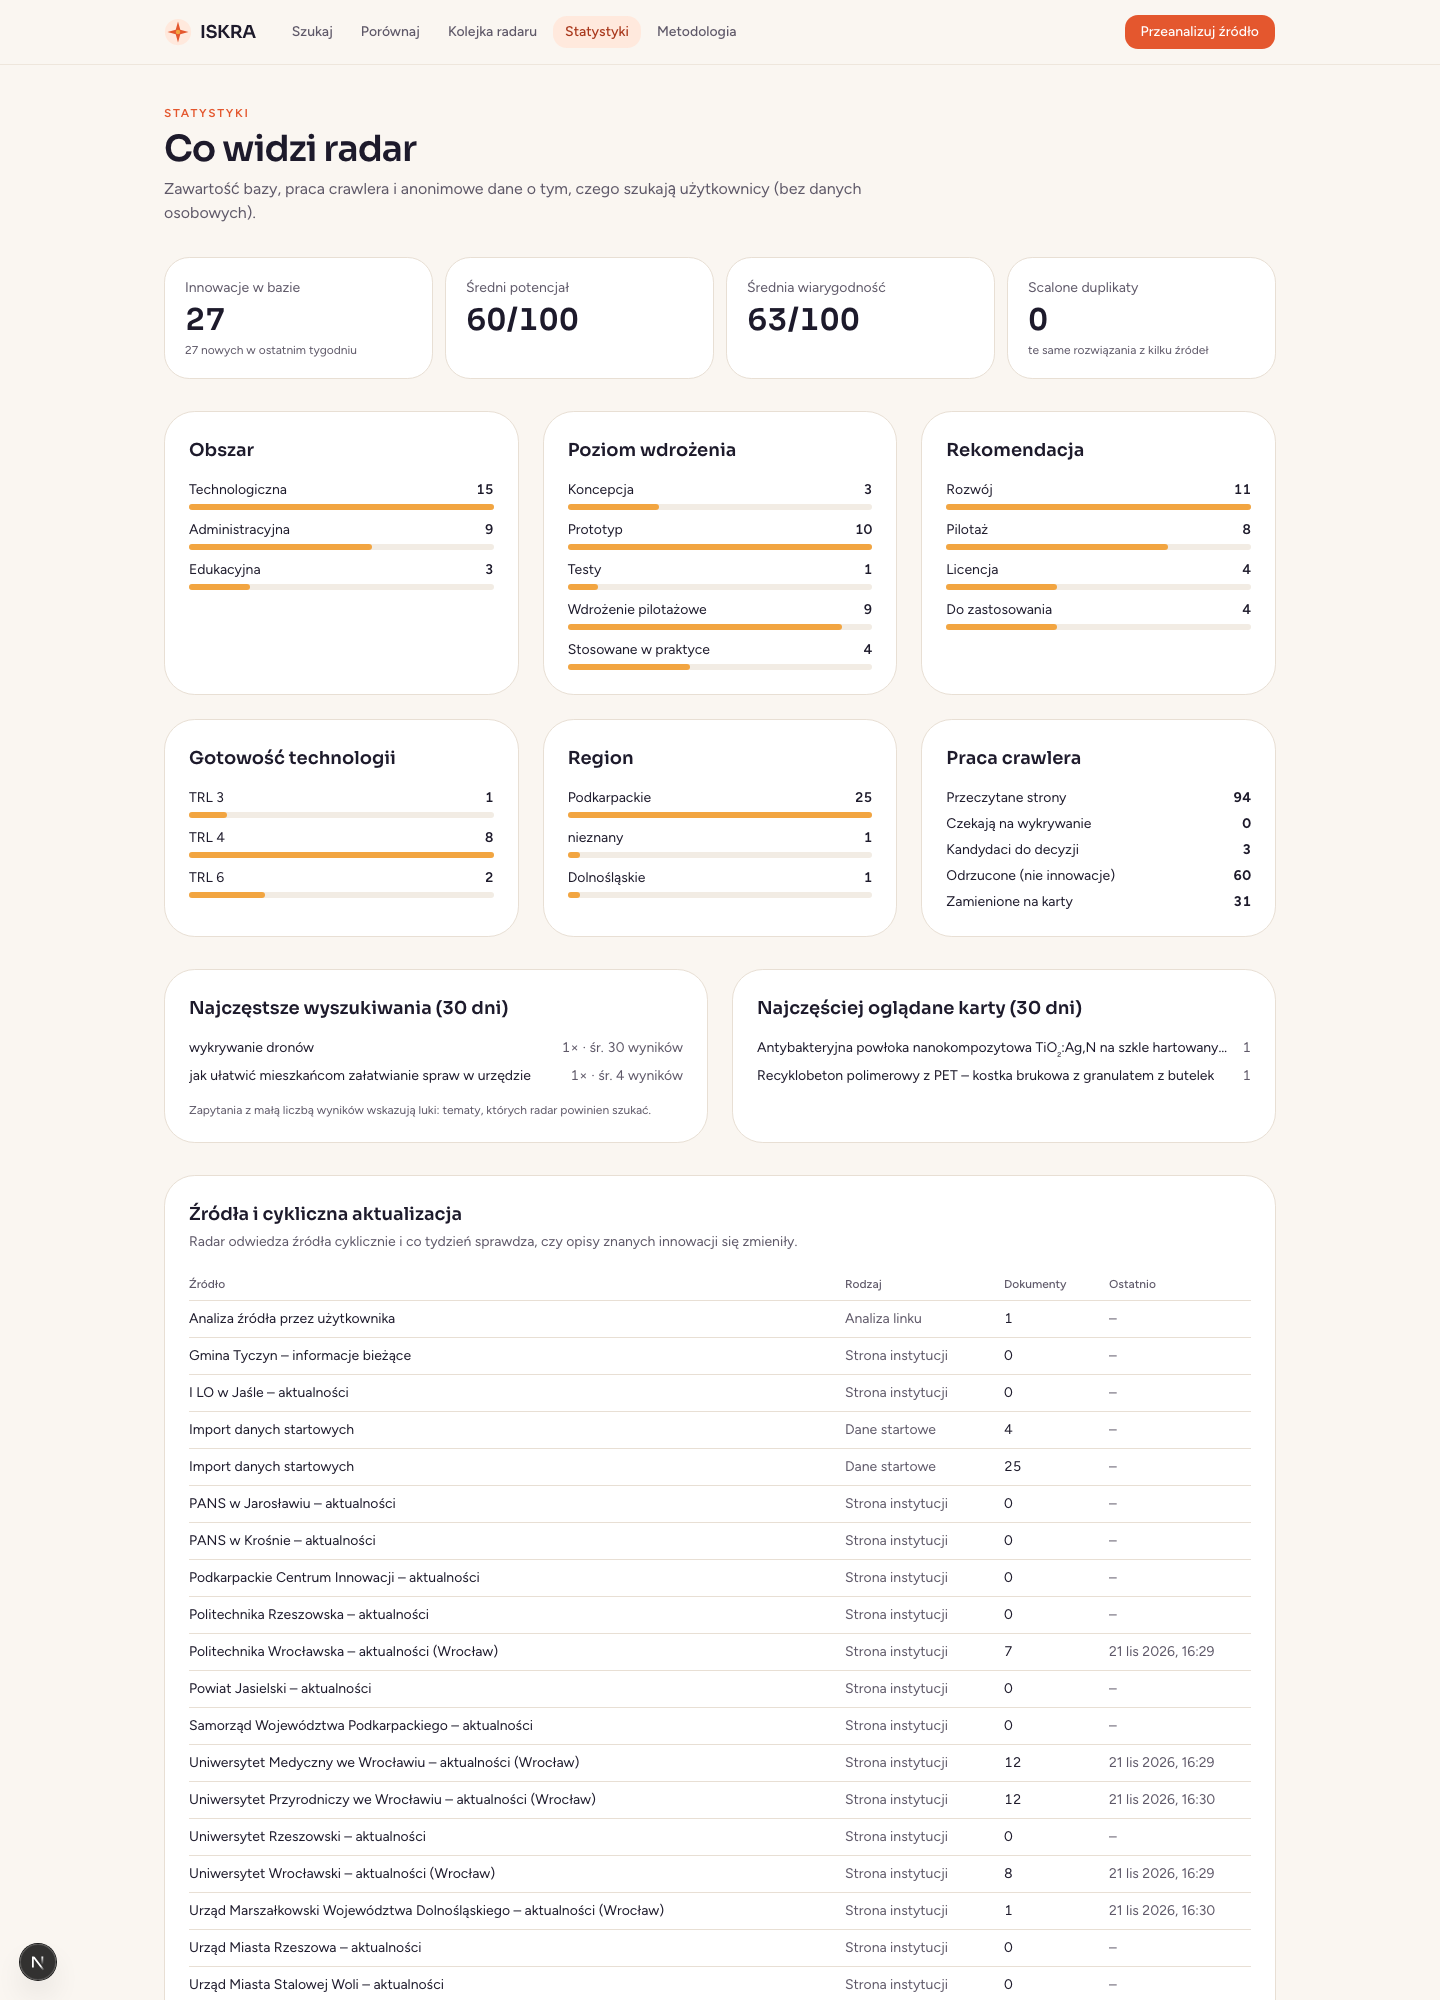 ISKRA
Szukaj
Porównaj
Kolejka radaru
Statystyki
Metodologia
Przeanalizuj źródło
STATYSTYKI
Co widzi radar
Zawartość bazy, praca crawlera i anonimowe dane o tym, czego szukają użytkownicy (bez danych
osobowych).
Innowacje w bazie
27
27 nowych w ostatnim tygodniu
Średni potencjał
60/100
Średnia wiarygodność
63/100
Scalone duplikaty
0
te same rozwiązania z kilku źródeł
Obszar
Technologiczna 15
Administracyjna 9
Edukacyjna 3
Poziom wdrożenia
Koncepcja 3
Prototyp 10
Testy 1
Wdrożenie pilotażowe 9
Stosowane w praktyce 4
Rekomendacja
Rozwój 11
Pilotaż 8
Licencja 4
Do zastosowania 4
Gotowość technologii
TRL 3 1
TRL 4 8
TRL 6 2
Region
Podkarpackie 25
nieznany 1
Dolnośląskie 1
Praca crawlera
Przeczytane strony 94
Czekają na wykrywanie 0
Kandydaci do decyzji 3
Odrzucone (nie innowacje) 60
Zamienione na karty 31
Najczęstsze wyszukiwania (30 dni)
wykrywanie dronów 1× · śr. 30 wyników
jak ułatwić mieszkańcom załatwianie spraw w urzędzie 1× · śr. 4 wyników
Zapytania z małą liczbą wyników wskazują luki: tematy, których radar powinien szukać.
Najczęściej oglądane karty (30 dni)
Antybakteryjna powłoka nanokompozytowa TiO₂:Ag,N na szkle hartowany... 1
Recyklobeton polimerowy z PET – kostka brukowa z granulatem z butelek 1
Źródła i cykliczna aktualizacja
Radar odwiedza źródła cyklicznie i co tydzień sprawdza, czy opisy znanych innowacji się zmieniły.
Źródło Rodzaj Dokumenty Ostatnio
Analiza źródła przez użytkownika Analiza linku 1 –
Gmina Tyczyn – informacje bieżące Strona instytucji 0 –
I LO w Jaśle – aktualności Strona instytucji 0 –
Import danych startowych Dane startowe 4 –
Import danych startowych Dane startowe 25 –
PANS w Jarosławiu – aktualności Strona instytucji 0 –
PANS w Krośnie – aktualności Strona instytucji 0 –
Podkarpackie Centrum Innowacji – aktualności Strona instytucji 0 –
Politechnika Rzeszowska – aktualności Strona instytucji 0 –
Politechnika Wrocławska – aktualności (Wrocław) Strona instytucji 7 21 lis 2026, 16:29
Powiat Jasielski – aktualności Strona instytucji 0 –
Samorząd Województwa Podkarpackiego – aktualności Strona instytucji 0 –
Uniwersytet Medyczny we Wrocławiu – aktualności (Wrocław) Strona instytucji 12 21 lis 2026, 16:29
Uniwersytet Przyrodniczy we Wrocławiu – aktualności (Wrocław) Strona instytucji 12 21 lis 2026, 16:30
Uniwersytet Rzeszowski – aktualności Strona instytucji 0 –
Uniwersytet Wrocławski – aktualności (Wrocław) Strona instytucji 8 21 lis 2026, 16:29
Urząd Marszałkowski Województwa Dolnośląskiego – aktualności (Wrocław) Strona instytucji 1 21 lis 2026, 16:30
Urząd Miasta Rzeszowa – aktualności Strona instytucji 0 –
Urząd Miasta Stalowej Woli – aktualności Strona instytucji 0 –
N